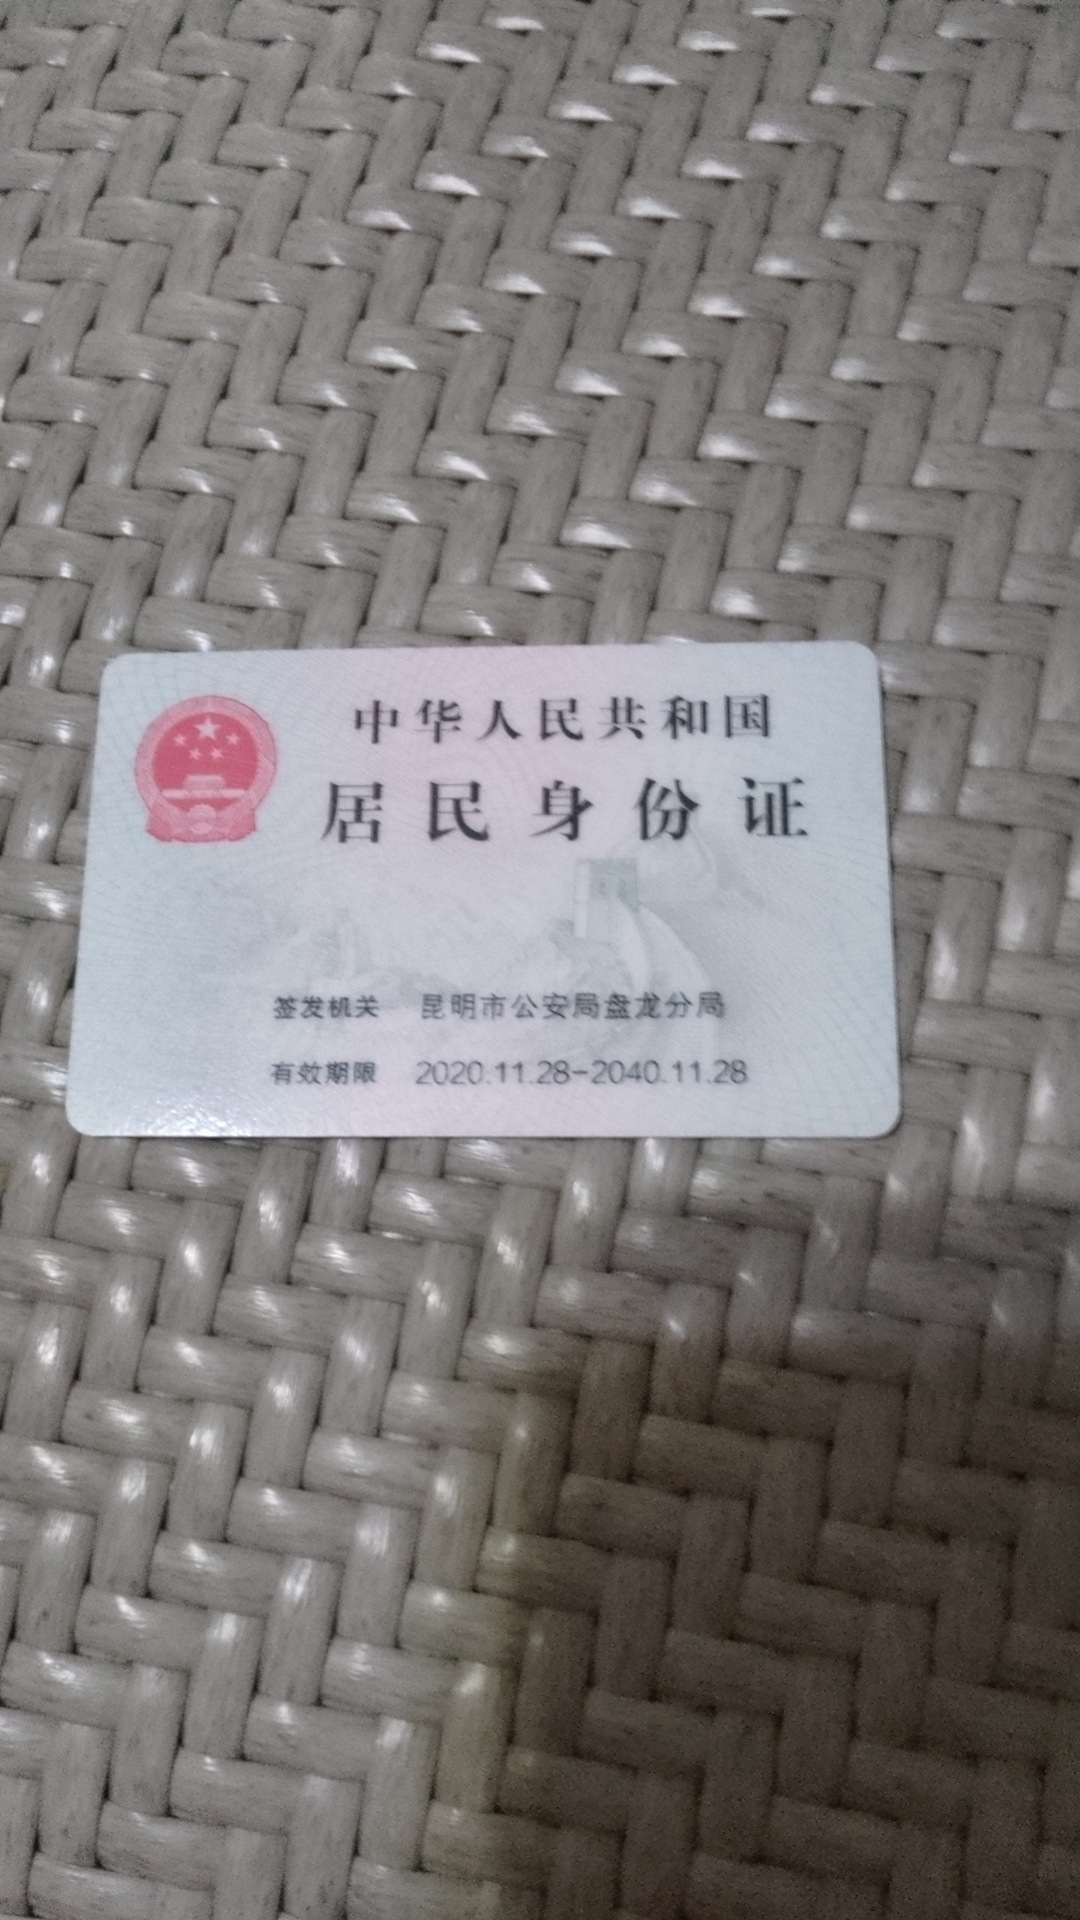 中华人民共和国
居民身份证
签发机关 昆明市公安局盘龙分局
有效期限 2020.11.28-2040.11.28